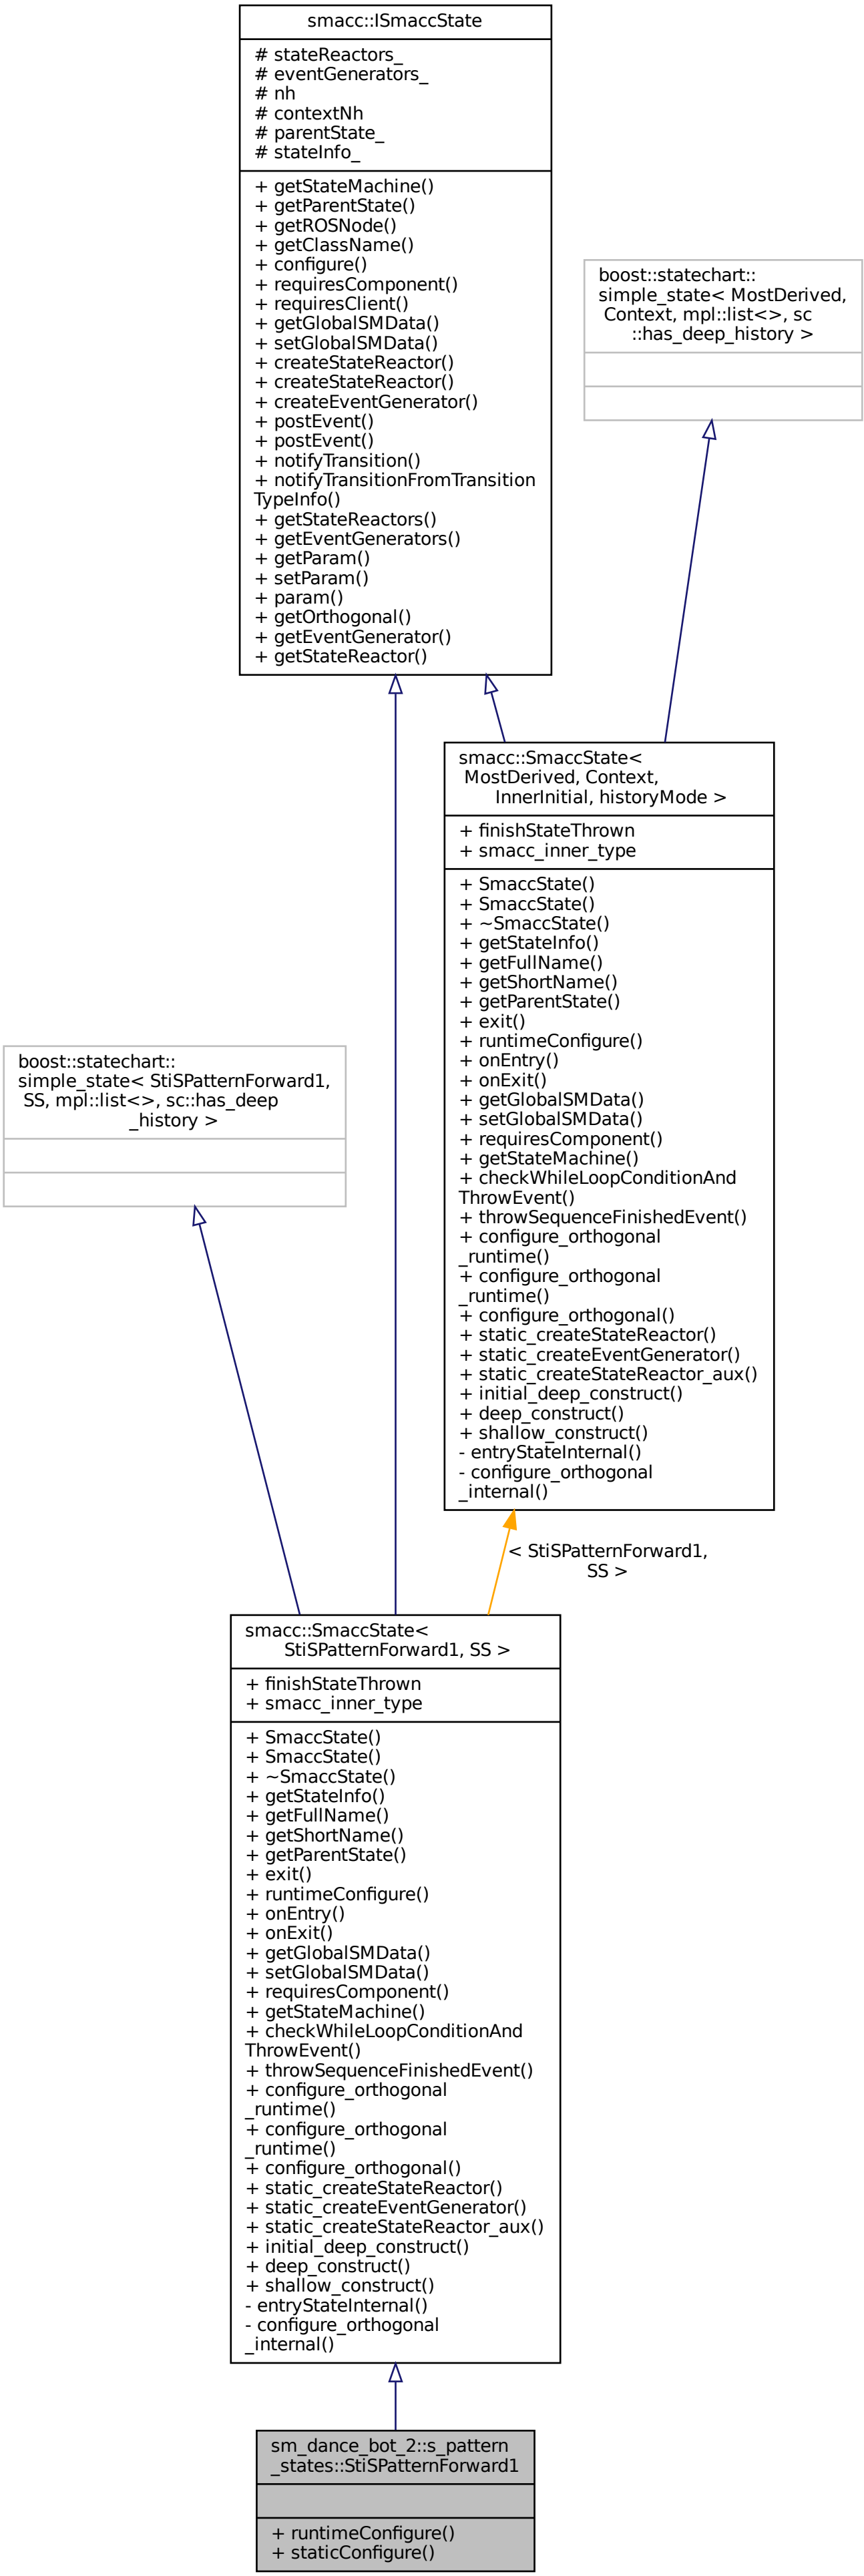 smacc::ISmaccState
# stateReactors_
# eventGenerators_
# nh
# contextNh
# parentState_
# stateInfo_
+ getStateMachine()
+ getParentState()
+ getROSNode()
+ getClassName()
+ configure()
+ requiresComponent()
+ requiresClient()
+ getGlobalSMData()
+ setGlobalSMData()
+ createStateReactor()
+ createStateReactor()
+ createEventGenerator()
+ postEvent()
+ postEvent()
+ notifyTransition()
+ notifyTransitionFromTransition
TypeInfo()
+ getStateReactors()
+ getEventGenerators()
+ getParam()
+ setParam()
+ param()
+ getOrthogonal()
+ getEventGenerator()
+ getStateReactor()
boost::statechart::
simple_state< MostDerived,
Context, mpl::list<>, sc
::has_deep_history >
smacc::SmaccState<
MostDerived, Context,
InnerInitial, historyMode >
+ finishStateThrown
+ smacc_inner_type
+ SmaccState()
+ SmaccState()
+ ~SmaccState()
+ getStateInfo()
+ getFullName()
+ getShortName()
+ getParentState()
+ exit()
+ runtimeConfigure()
+ onEntry()
+ onExit()
+ getGlobalSMData()
+ setGlobalSMData()
+ requiresComponent()
+ getStateMachine()
+ checkWhileLoopConditionAnd
ThrowEvent()
+ throwSequenceFinishedEvent()
+ configure_orthogonal
_runtime()
+ configure_orthogonal
_runtime()
+ configure_orthogonal()
+ static_createStateReactor()
+ static_createEventGenerator()
+ static_createStateReactor_aux()
+ initial_deep_construct()
+ deep_construct()
+ shallow_construct()
- entryStateInternal()
- configure_orthogonal
_internal()
boost::statechart::
simple_state< StiSPatternForward1,
SS, mpl::list<>, sc::has_deep
_history >
< StiSPatternForward1,
SS >
smacc::SmaccState<
StiSPatternForward1, SS >
+ finishStateThrown
+ smacc_inner_type
+ SmaccState()
+ SmaccState()
+ ~SmaccState()
+ getStateInfo()
+ getFullName()
+ getShortName()
+ getParentState()
+ exit()
+ runtimeConfigure()
+ onEntry()
+ onExit()
+ getGlobalSMData()
+ setGlobalSMData()
+ requiresComponent()
+ getStateMachine()
+ checkWhileLoopConditionAnd
ThrowEvent()
+ throwSequenceFinishedEvent()
+ configure_orthogonal
_runtime()
+ configure_orthogonal
_runtime()
+ configure_orthogonal()
+ static_createStateReactor()
+ static_createEventGenerator()
+ static_createStateReactor_aux()
+ initial_deep_construct()
+ deep_construct()
+ shallow_construct()
- entryStateInternal()
- configure_orthogonal
_internal()
sm_dance_bot_2::s_pattern
_states::StiSPatternForward1
+ runtimeConfigure()
+ staticConfigure()